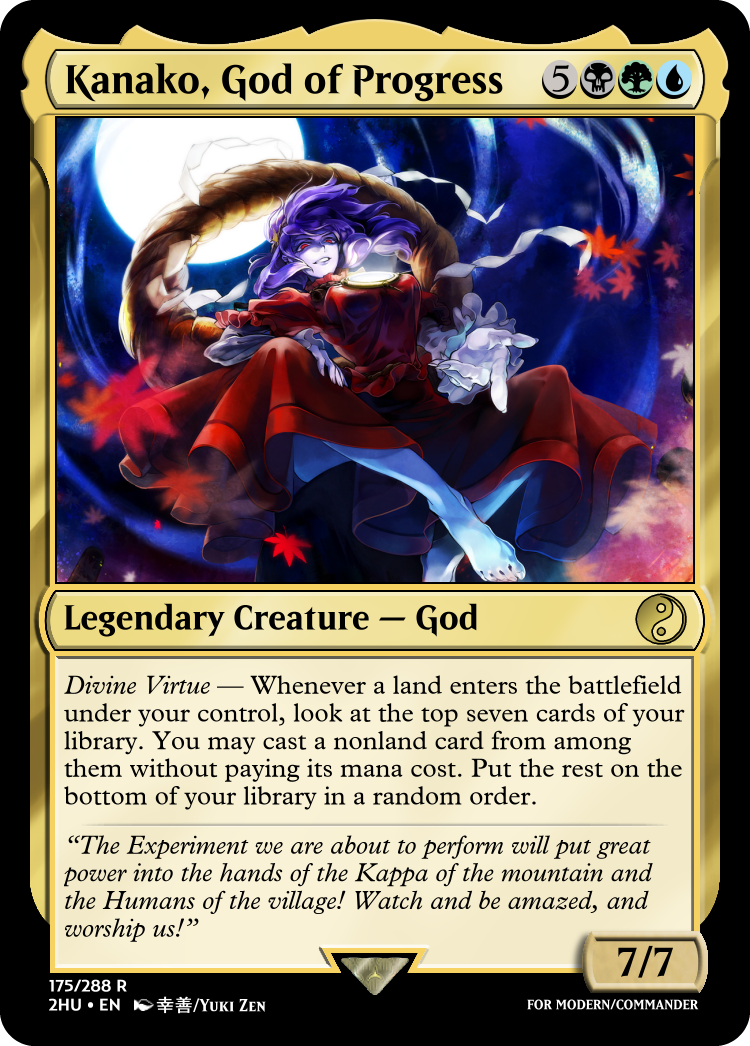 Kanako, God of Progress 5
Legendary Creature — God
Divine Virtue — Whenever a land enters the battlefield
under your control, look at the top seven cards of your
library. You may cast a nonland card from among
them without paying its mana cost. Put the rest on the
bottom of your library in a random order.
“The Experiment we are about to perform will put great
power into the hands of the Kappa of the mountain and
the Humans of the village! Watch and be amazed, and
worship us!”
7/7
175/288 R
2HU • EN 幸善/Yuki Zen
FOR MODERN/COMMANDER